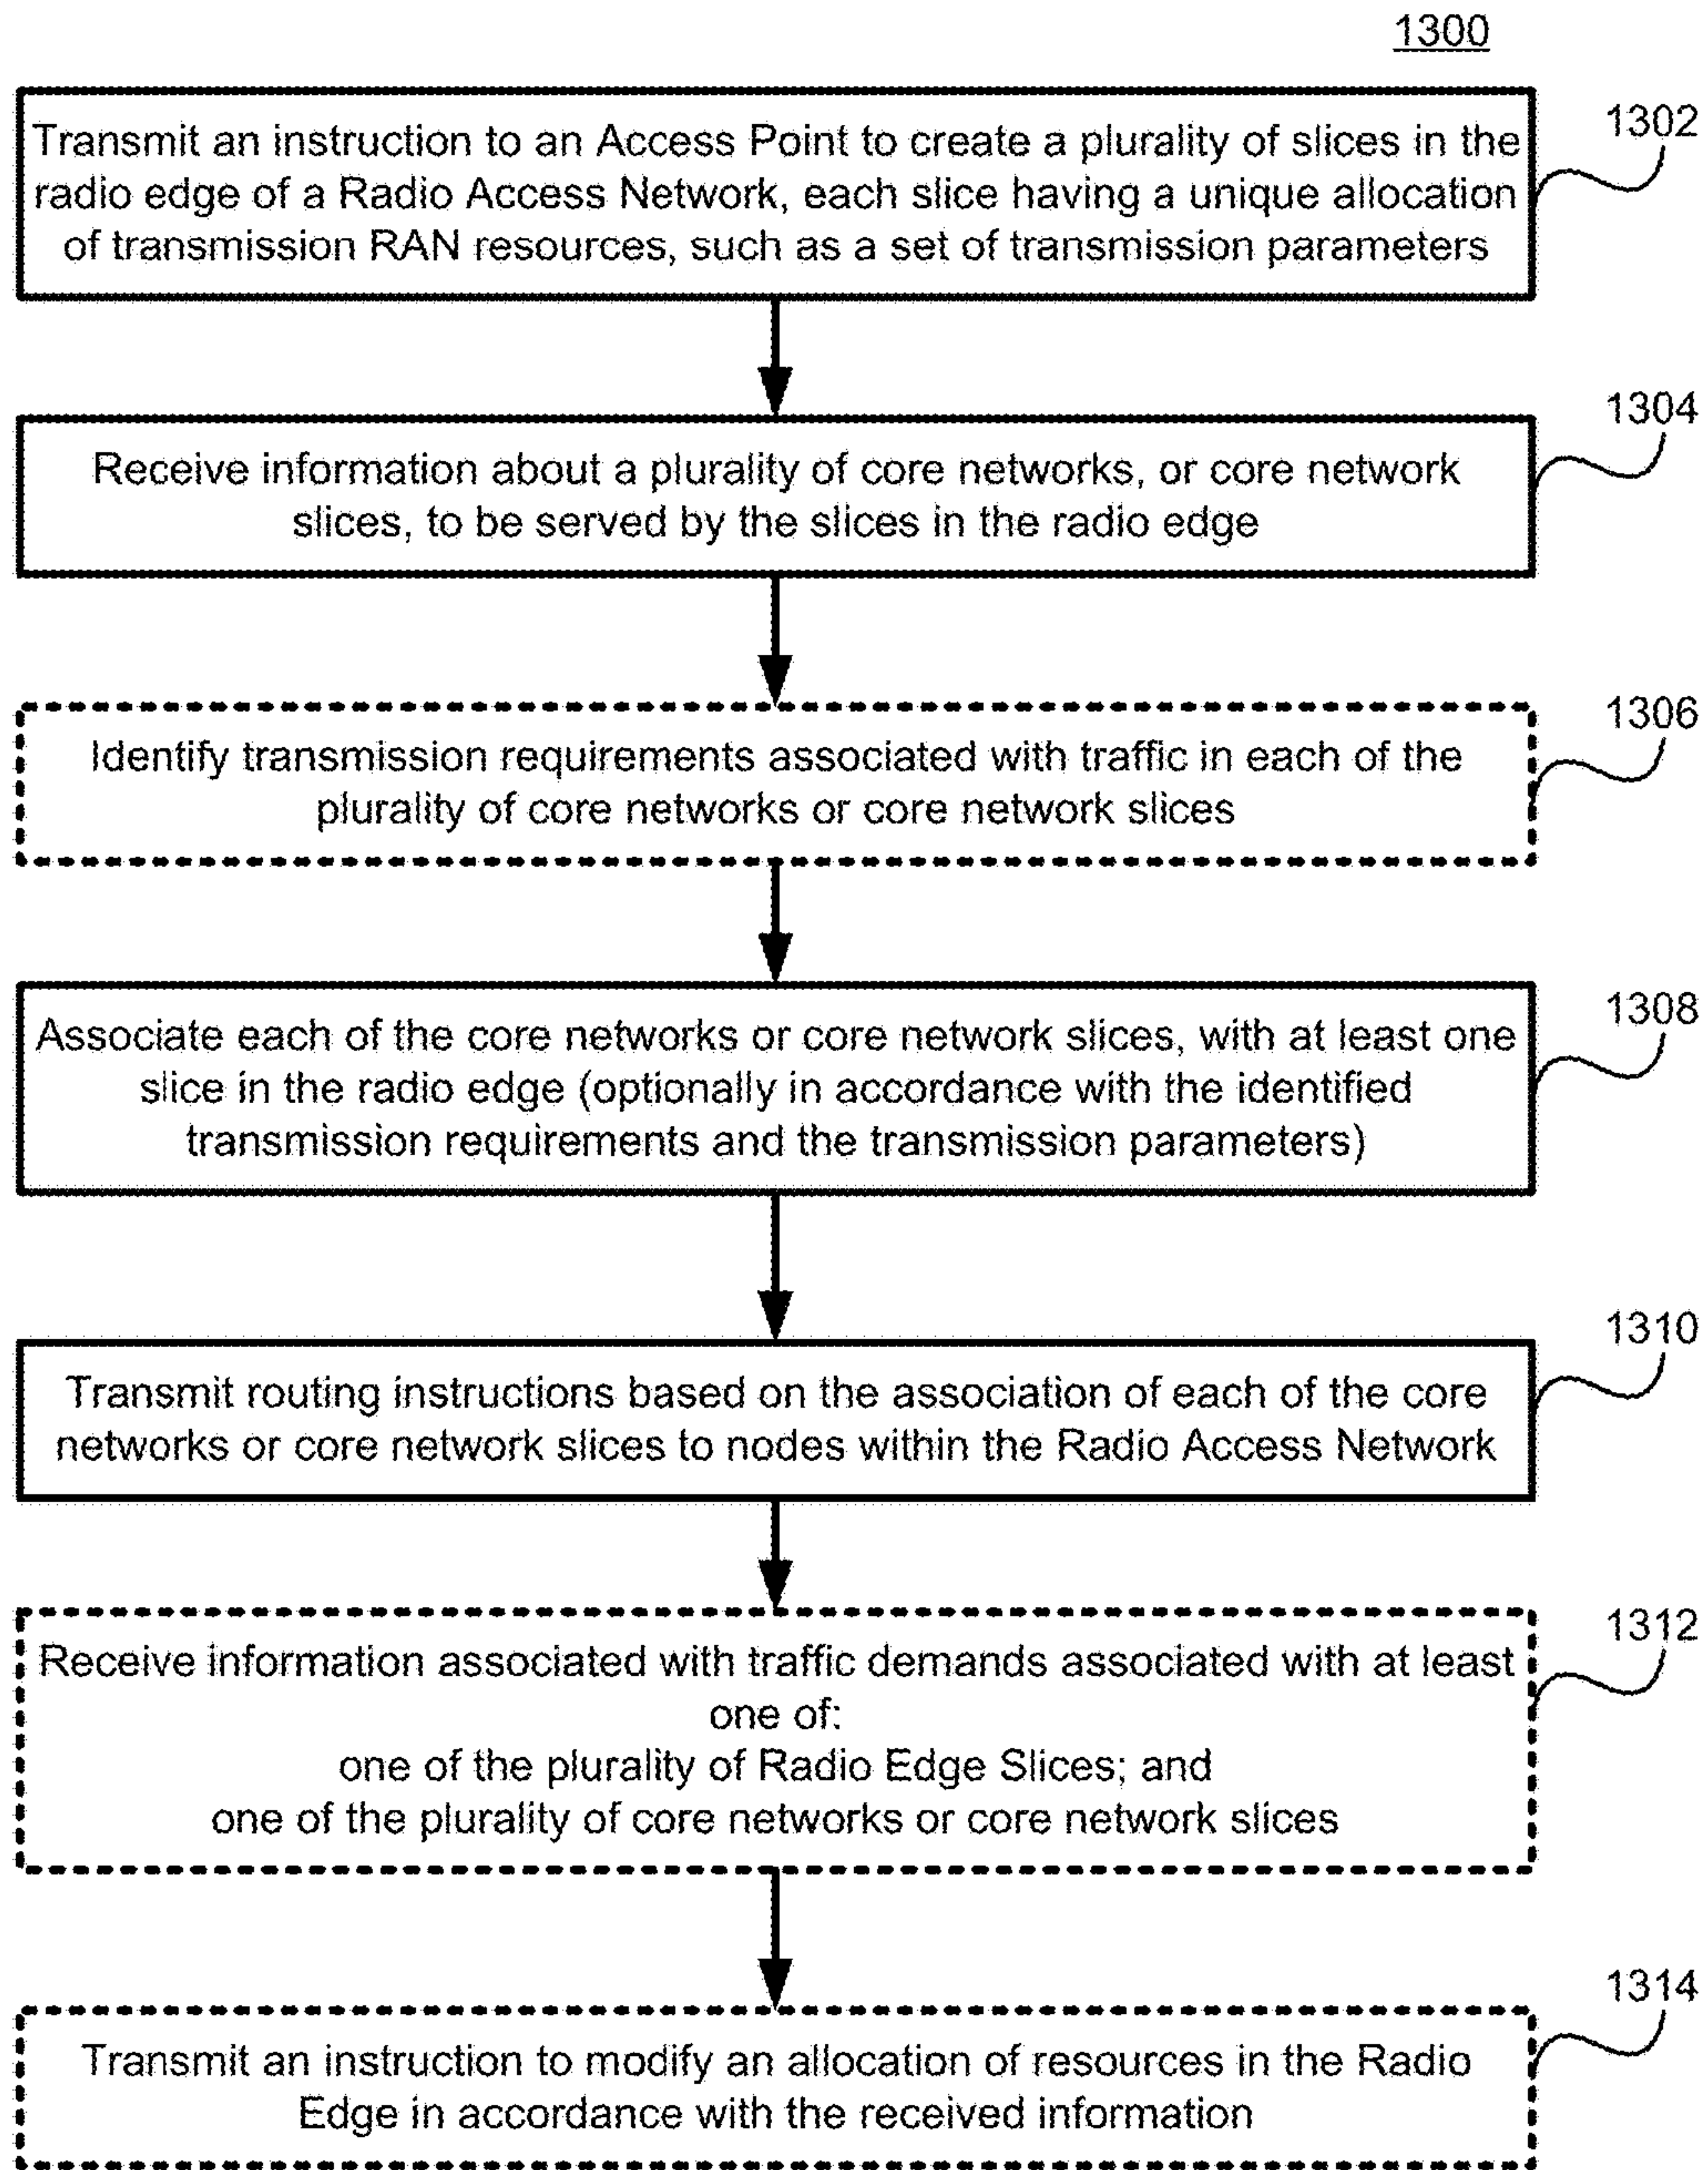 1300
Transmit an instruction to an Access Point to create a plurality of slices in the
radio edge of a Radio Access Network, each slice having a unique allocation
of transmission RAN resources, such as a set of transmission parameters
1302
Receive information about a plurality of core networks, or core network
slices, to be served by the slices in the radio edge
1304
Identify transmission requirements associated with traffic in each of the
plurality of core networks or core network slices
1306
Associate each of the core networks or core network slices, with at least one
slice in the radio edge (optionally in accordance with the identified
transmission requirements and the transmission parameters)
1308
Transmit routing instructions based on the association of each of the core
networks or core network slices to nodes within the Radio Access Network
1310
Receive information associated with traffic demands associated with at least
one of:
one of the plurality of Radio Edge Slices; and
one of the plurality of core networks or core network slices
1312
Transmit an instruction to modify an allocation of resources in the Radio
Edge in accordance with the received information
1314